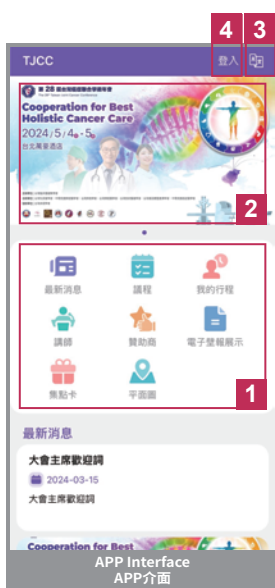 4
3
TJCC
登入
第 28 屆台灣癌症聯合學術年會
Cooperation for Best
Holistic Cancer Care
2024/5/4 - 5
台北萬豪酒店
2
最新消息
議程
我的行程
講師
贊助商
電子壁報展示
集點卡
平面圖
1
最新消息
大會主席歡迎詞
2024-03-15
大會主席歡迎詞
Cooperation for Best
APP Interface
APP介面